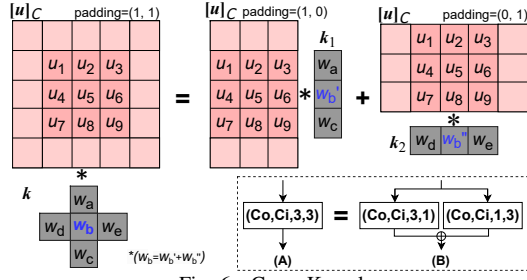 [u]C padding=(1, 1)
[u]C padding=(1, 0)
[u]C padding=(0, 1)
u1 u2 u3
u4 u5 u6
u7 u8 u9
*
k
wa
wd wb we
wc
*(wb=wb'+wb")
=
u1 u2 u3
u4 u5 u6
u7 u8 u9
*
k1
wa
wb'
wc
+
u1 u2 u3
u4 u5 u6
u7 u8 u9
*
k2 wd wb" we
(Co,Ci,3,3) = (Co,Ci,3,1) (Co,Ci,1,3)
(A) (B)